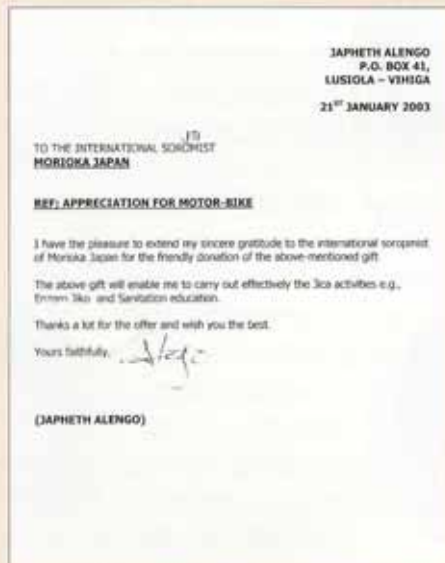 JAPHETH ALENGO
P.O. BOX 41,
LUSIOLA – VIHIGA
21ST JANUARY 2003
TO THE INTERNATIONAL
MORIOKA JAPAN
REF; APPRECIATION FOR MOTOR-BIKE
I have the pleasure to extend my sincere gratitude to the international soropmist
of Morioka Japan for the friendly donation of the above-mentioned gift
The above gift will enable me to carry out effectively the Jica activities e.g.,
Jiko and Sanitation education.
Thanks a lot for the offer and wish you the best.
Yours faithfully,
(JAPHETH ALENGO)